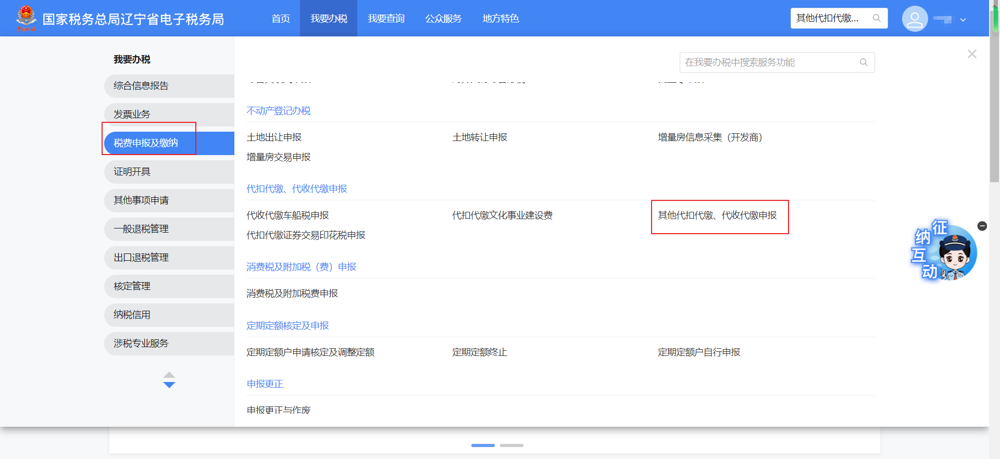 国家税务总局辽宁省电子税务局
首页
我要办税
我要查询
公众服务
地方特色
其他代扣代缴...
我要办税
综合信息报告
发票业务
税费申报及缴纳
证明开具
其他事项申请
一般退税管理
出口退税管理
核定管理
纳税信用
涉税专业服务
在我要办税中搜索服务功能
不动产登记办税
土地出让申报
土地转让申报
增量房信息采集（开发商）
增量房交易申报
代扣代缴、代收代缴申报
代收代缴车船税申报
代扣代缴文化事业建设费
其他代扣代缴、代收代缴申报
代扣代缴证券交易印花税申报
消费税及附加税（费）申报
消费税及附加税费申报
定期定额核定及申报
定期定额户申请核定及调整定额
定期定额终止
定期定额户自行申报
申报更正
申报更正与作废
征纳互动